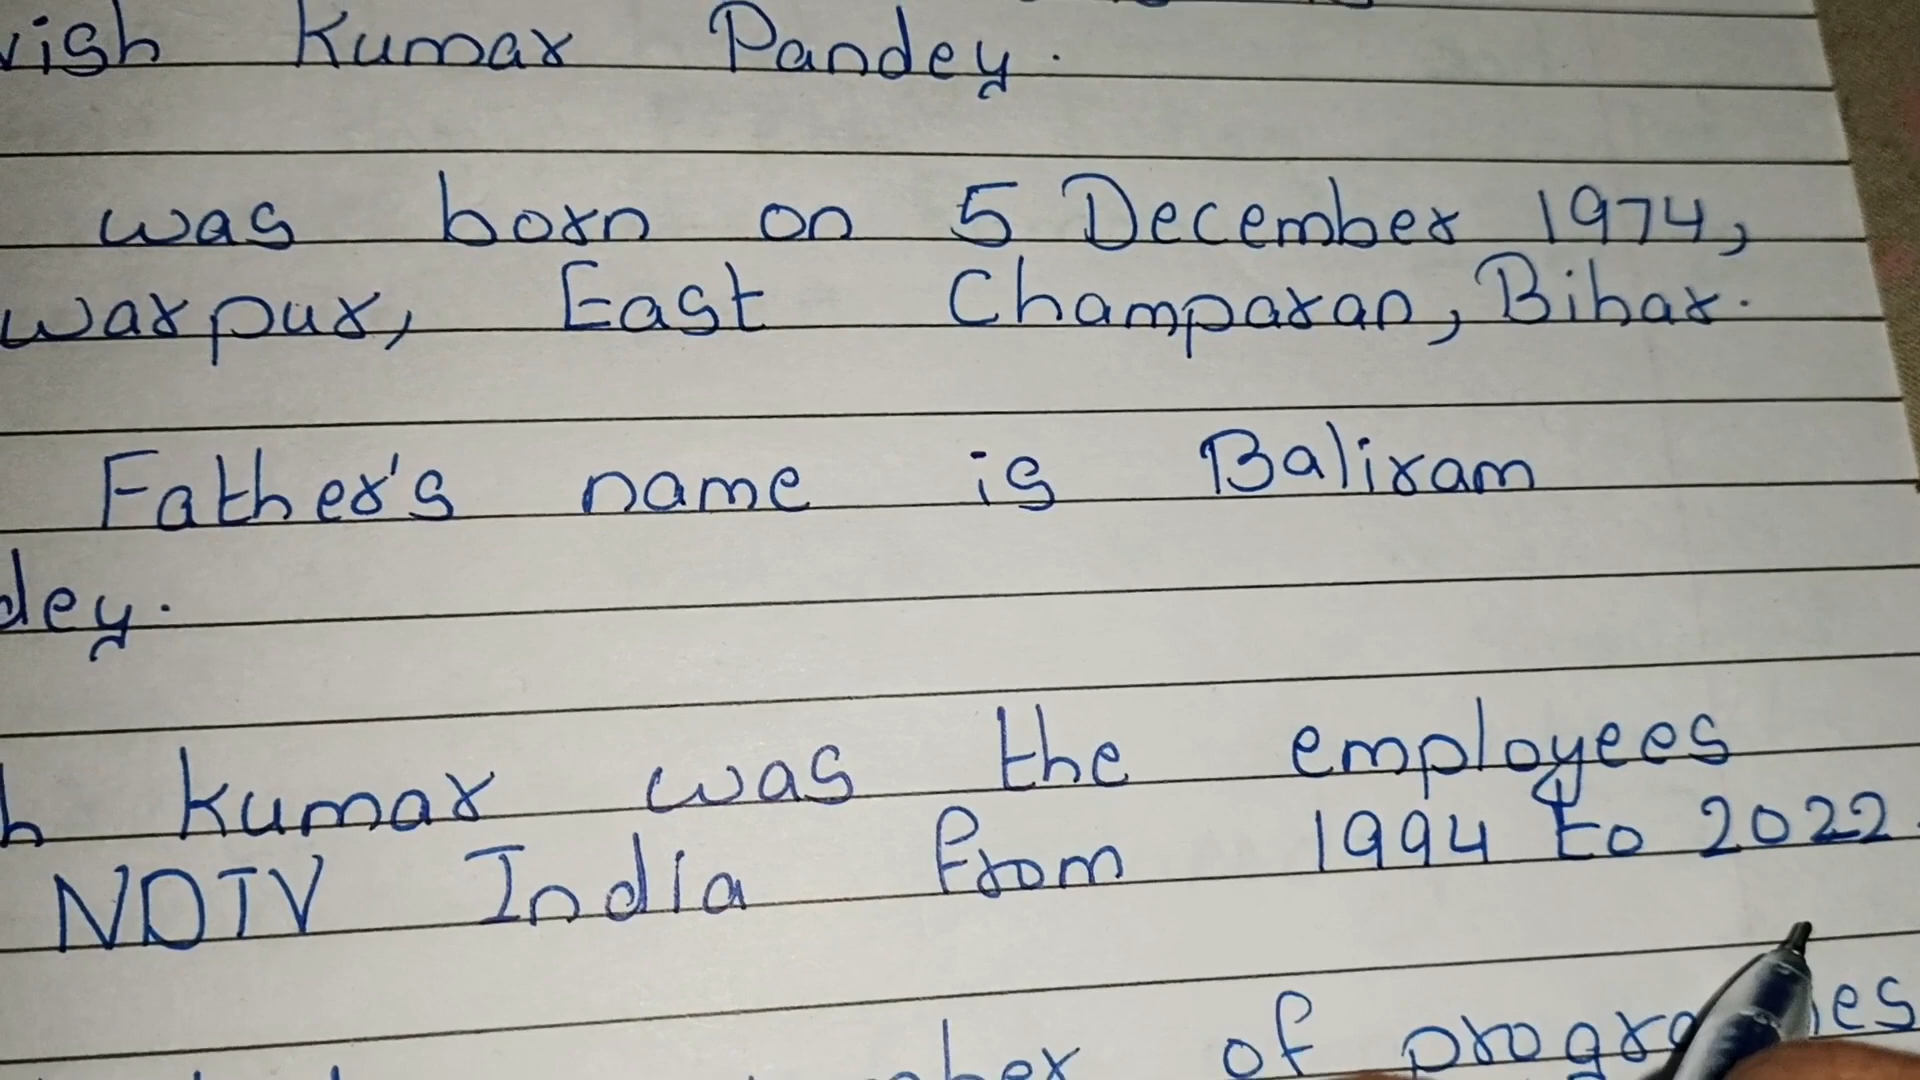 vish Kumar Pandey.
was born on 5 December 1974,
warpur, East Champaran, Bihar.
Father's name is Baliram
dey.
h Kumar was the employees
NDTV India from 1994 to 2022.
of